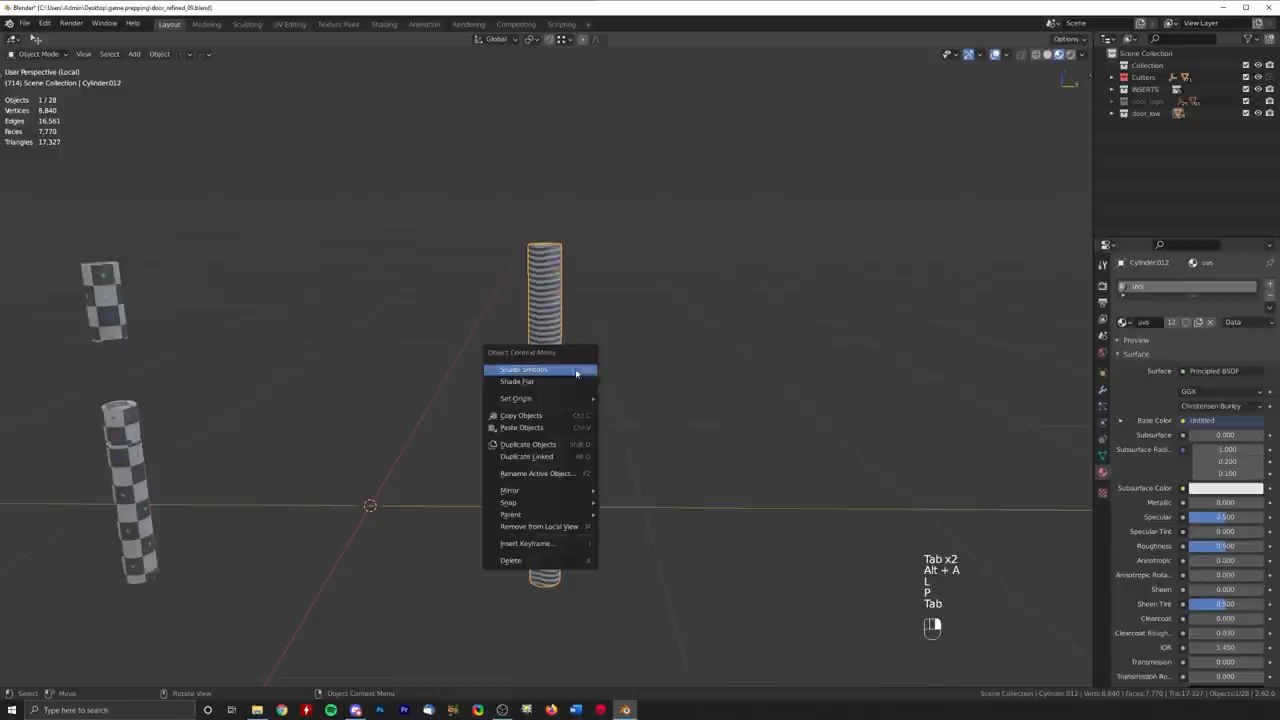 Blender* [C:\Users\Admin\Desktop\game prepping\door_refined_09.blend]
File Edit Render Window Help Layout Modeling Sculpting UV Editing Texture Paint Shading Animation Rendering Compositing Scripting Scene View Layer
Global Options
Object Mode View Select Add Object
User Perspective (Local)
(714) Scene Collection | Cylinder.012
Objects 1 / 28
Vertices 8,840
Edges 16,561
Faces 7,770
Triangles 17,327
Scene Collection
Collection
Cutters
INSERTS
door_high
door_low
Object Context Menu
Shade Smooth
Shade Flat
Set Origin
Copy Objects Ctrl C
Paste Objects Ctrl V
Duplicate Objects Shift D
Duplicate Linked Alt D
Rename Active Object... F2
Mirror
Snap
Parent
Remove from Local View M
Insert Keyframe... I
Delete X
Tab x2
Alt + A
L
P
Tab
Cylinder.012 uvs
uvs
uvs 12 Data
Preview
Surface
Surface Principled BSDF
GGX
Christensen-Burley
Base Color Untitled
Subsurface 0.000
Subsurface Radi... 1.000
0.200
0.100
Subsurface Color
Metallic 0.000
Specular 0.500
Specular Tint 0.000
Roughness 0.500
Anisotropic 0.000
Anisotropic Rota... 0.000
Sheen 0.000
Sheen Tint 0.500
Clearcoat 0.000
Clearcoat Rough... 0.030
IOR 1.450
Transmission 0.000
Transmission Ro... 0.000
Select Move Rotate View Object Context Menu Scene Collection | Cylinder.012 | Verts:8,840 | Faces:7,770 | Tris:17,327 | Objects:1/28 | 2.92.0
Type here to search